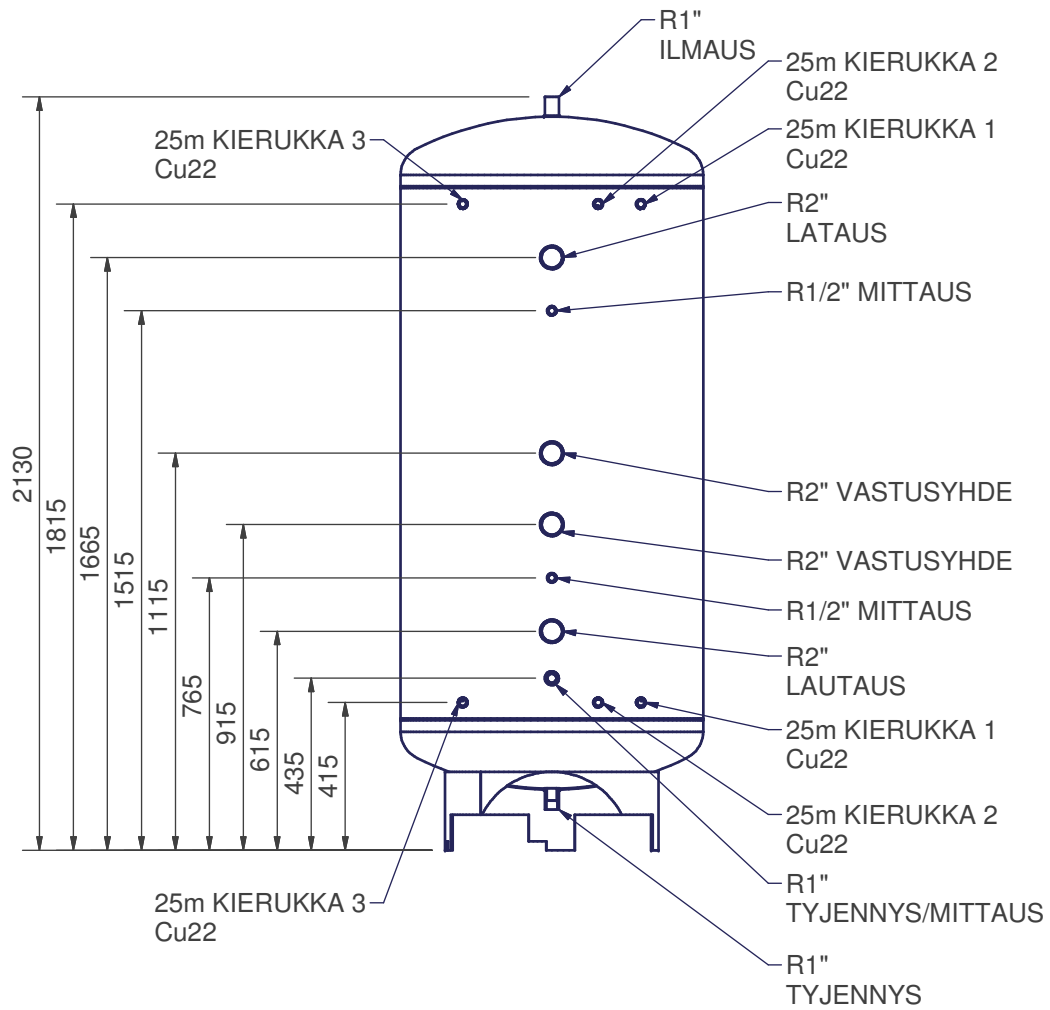 R1"
ILMAUS
25m KIERUKKA 2
Cu22
25m KIERUKKA 3
Cu22
25m KIERUKKA 1
Cu22
R2"
LATAUS
R1/2" MITTAUS
R2" VASTUSYHDE
R2" VASTUSYHDE
R1/2" MITTAUS
R2"
LAUTAUS
25m KIERUKKA 1
Cu22
25m KIERUKKA 2
Cu22
R1"
TYJENNYS/MITTAUS
R1"
TYJENNYS
25m KIERUKKA 3
Cu22
2130
1815
1665
1515
1115
765
915
615
435
415